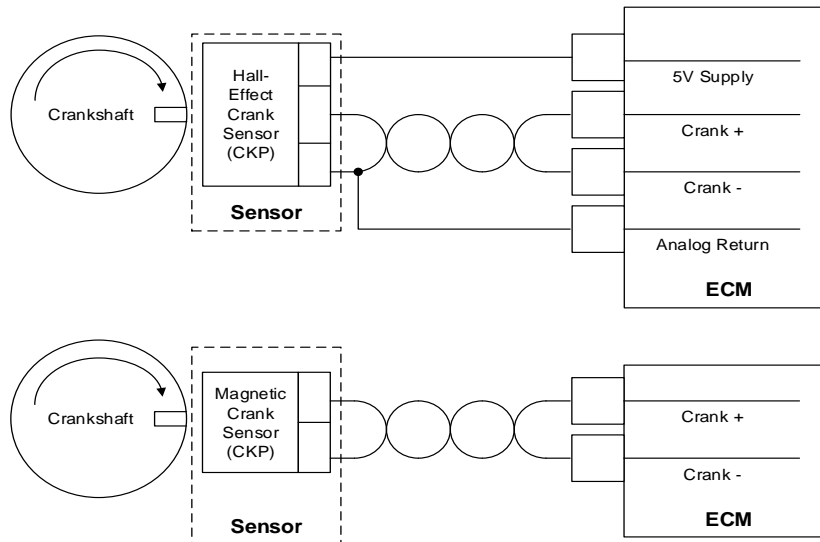 Crankshaft
Hall-
Effect
Crank
Sensor
(CKP)
Sensor
5V Supply
Crank +
Crank -
Analog Return
ECM
Crankshaft
Magnetic
Crank
Sensor
(CKP)
Sensor
Crank +
Crank -
ECM